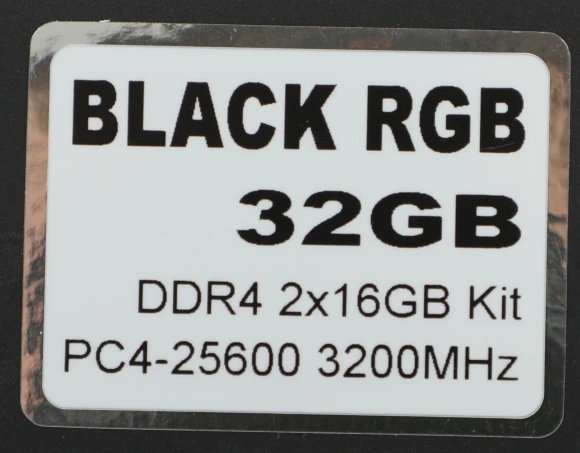 BLACK RGB
32GB
DDR4 2x16GB Kit
PC4-25600 3200MHz